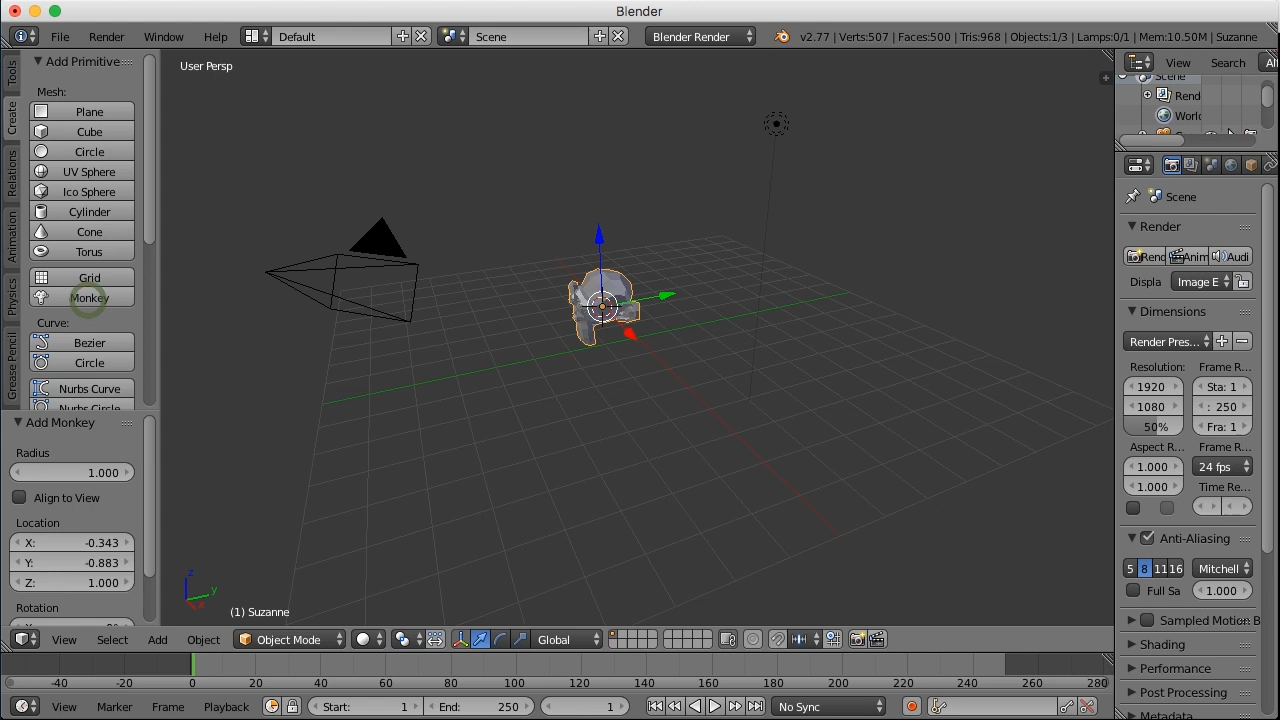 Blender
File Render Window Help Default Scene Blender Render v2.77 | Verts:507 | Faces:500 | Tris:968 | Objects:1/3 | Lamps:0/1 | Mem:10.50M | Suzanne
Tools
Create
Relations
Animation
Physics
Grease Pencil
Add Primitive
Mesh:
Plane
Cube
Circle
UV Sphere
Ico Sphere
Cylinder
Cone
Torus
Grid
Monkey
Curve:
Bezier
Circle
Nurbs Curve
Nurbs Circle
Add Monkey
Radius
1.000
Align to View
Location
X: -0.343
Y: -0.883
Z: 1.000
Rotation
User Persp
z
y
x
(1) Suzanne
View Select Add Object Object Mode Global
View Search Al
Scene
Rend
Worl
Scene
Render
Rend Anim Audi
Displa Image E
Dimensions
Render Pres...
Resolution: Frame R...
1920 Sta: 1
1080 : 250
50% Fra: 1
Aspect R... Frame R...
1.000 24 fps
1.000 Time Re...
Anti-Aliasing
5 8 11 16 Mitchell
Full Sa 1.000
Sampled Motion B
Shading
Performance
Post Processing
Metadata
-40 -20 0 20 40 60 80 100 120 140 160 180 200 220 240 260 280
View Marker Frame Playback Start: 1 End: 250 1 No Sync